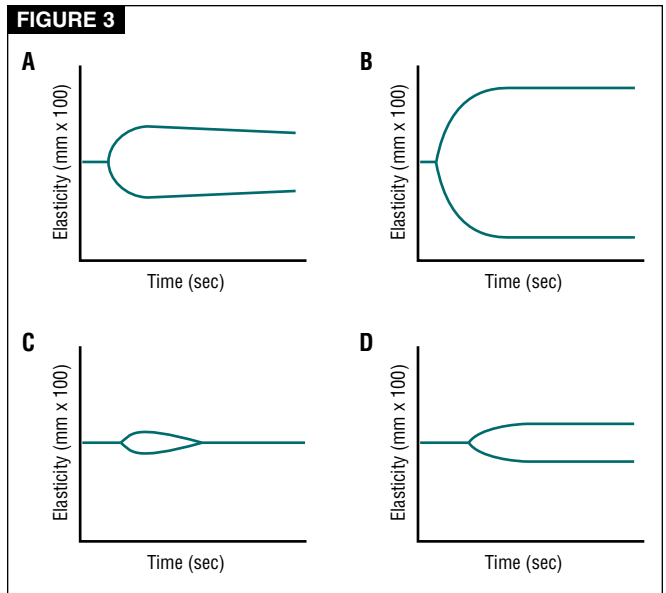 FIGURE 3
A
Elasticity (mm x 100)
Time (sec)
B
Elasticity (mm x 100)
Time (sec)
C
Elasticity (mm x 100)
Time (sec)
D
Elasticity (mm x 100)
Time (sec)